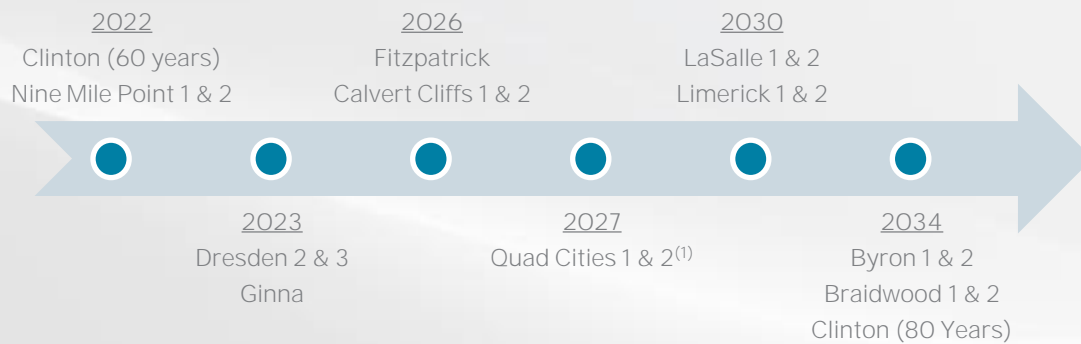 2022
Clinton (60 years)
Nine Mile Point 1 & 2
2023
Dresden 2 & 3
Ginna
2026
Fitzpatrick
Calvert Cliffs 1 & 2
2027
Quad Cities 1 & 2(1)
2030
LaSalle 1 & 2
Limerick 1 & 2
2034
Byron 1 & 2
Braidwood 1 & 2
Clinton (80 Years)